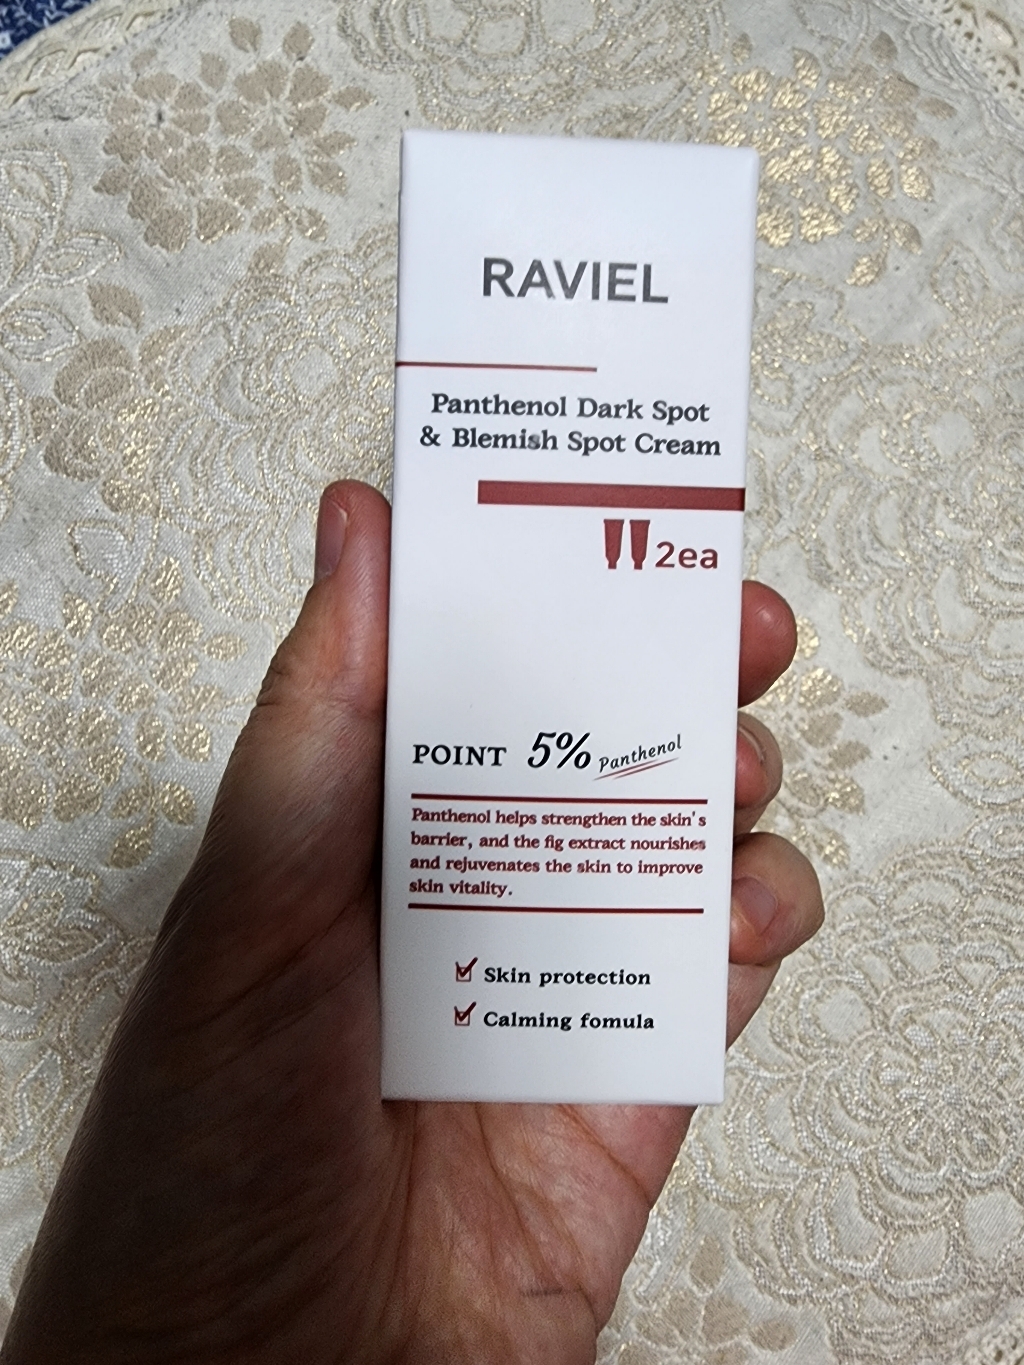 RAVIEL
Panthenol Dark Spot
& Blemish Spot Cream
2ea
POINT 5% Panthenol
Panthenol helps strengthen the skin's
barrier, and the fig extract nourishes
and rejuvenates the skin to improve
skin vitality.
Skin protection
Calming fomula